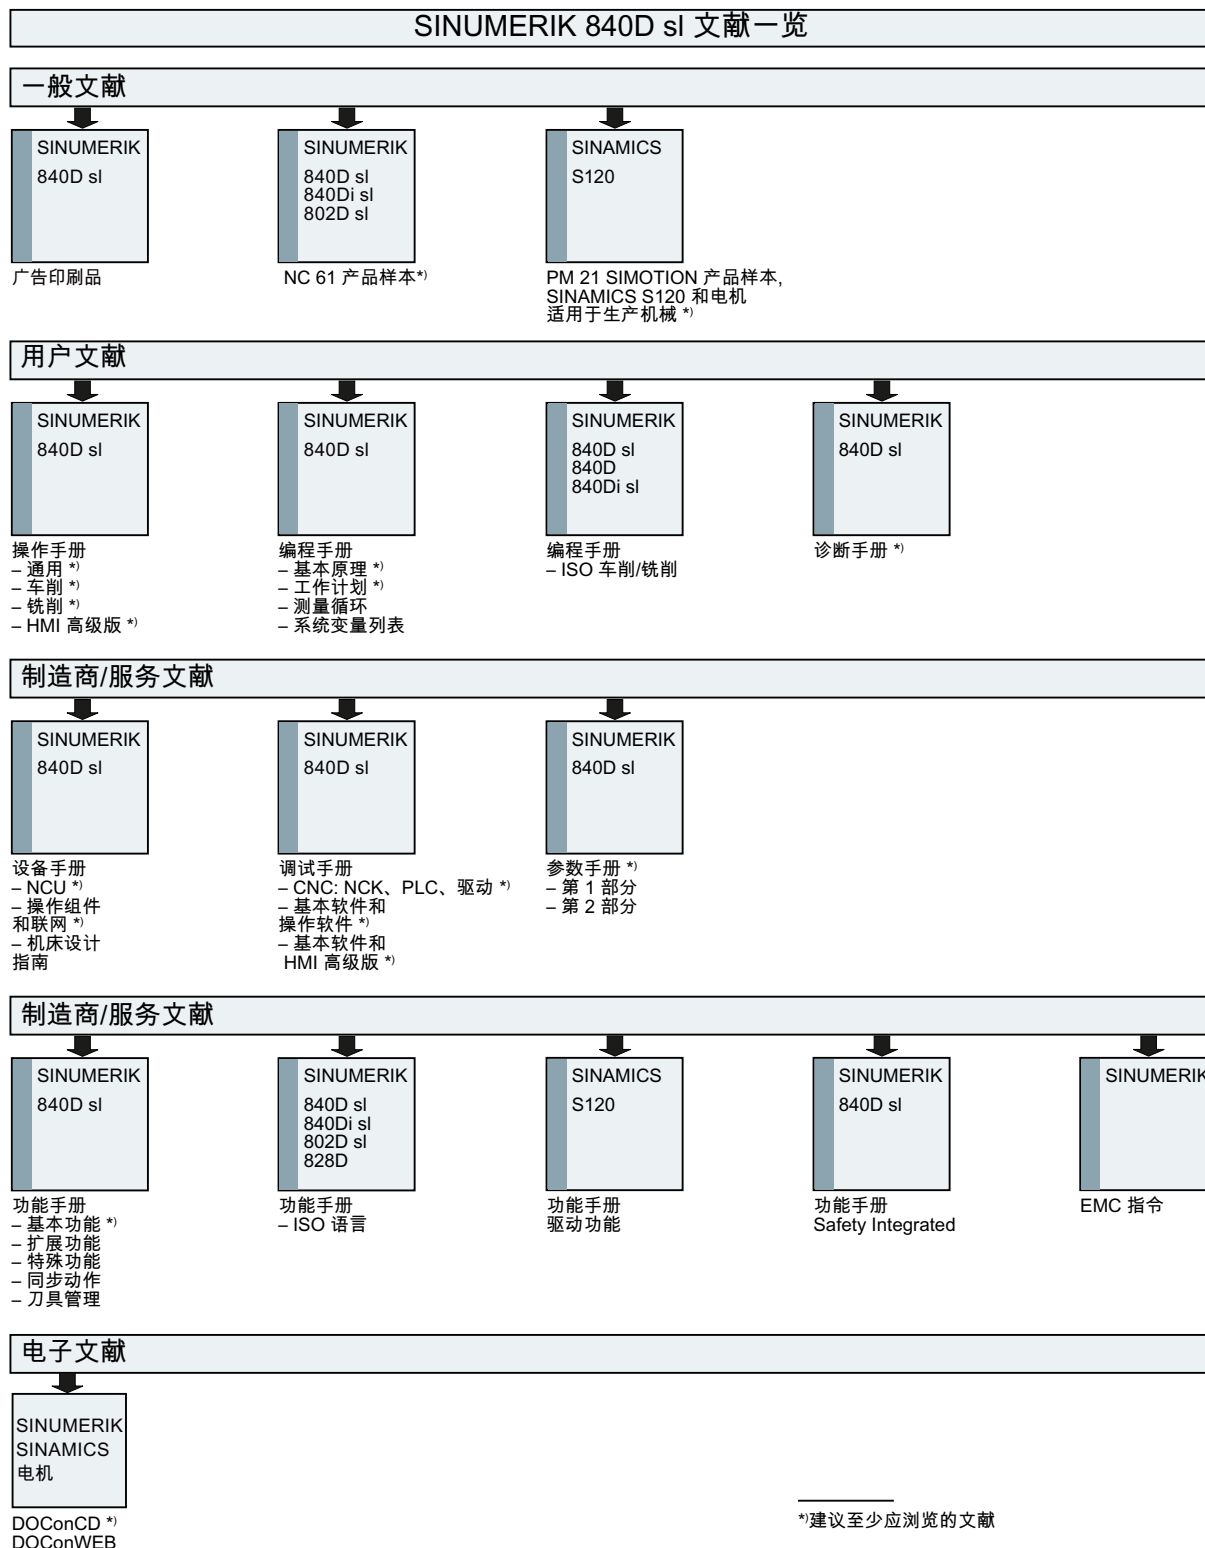 SINUMERIK 840D sl 文献一览
一般文献
SINUMERIK
840D sl
广告印刷品
SINUMERIK
840D sl
840Di sl
802D sl
NC 61 产品样本*)
SINAMICS
S120
PM 21 SIMOTION 产品样本,
SINAMICS S120 和电机
适用于生产机械 *)
用户文献
SINUMERIK
840D sl
操作手册
– 通用 *)
– 车削 *)
– 铣削 *)
– HMI 高级版 *)
SINUMERIK
840D sl
编程手册
– 基本原理 *)
– 工作计划 *)
– 测量循环
– 系统变量列表
SINUMERIK
840D sl
840D
840Di sl
编程手册
– ISO 车削/铣削
SINUMERIK
840D sl
诊断手册 *)
制造商/服务文献
SINUMERIK
840D sl
设备手册
– NCU *)
– 操作组件
和联网 *)
– 机床设计
指南
SINUMERIK
840D sl
调试手册
– CNC: NCK、PLC、驱动 *)
– 基本软件和
操作软件 *)
– 基本软件和
HMI 高级版 *)
SINUMERIK
840D sl
参数手册 *)
– 第 1 部分
– 第 2 部分
制造商/服务文献
SINUMERIK
840D sl
功能手册
– 基本功能 *)
– 扩展功能
– 特殊功能
– 同步动作
– 刀具管理
SINUMERIK
840D sl
840Di sl
802D sl
828D
功能手册
– ISO 语言
SINAMICS
S120
功能手册
驱动功能
SINUMERIK
840D sl
功能手册
Safety Integrated
SINUMERIK
EMC 指令
电子文献
SINUMERIK
SINAMICS
电机
DOConCD *)
DOConWEB
*)建议至少应浏览的文献